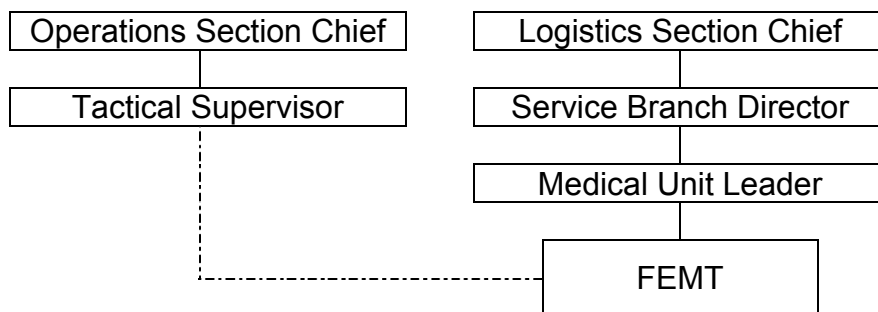 Operations Section Chief
Logistics Section Chief
Tactical Supervisor
Service Branch Director
Medical Unit Leader
FEMT